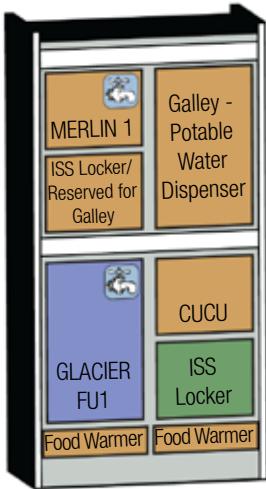 MERLIN 1
Galley -
Potable
Water
Dispenser
ISS Locker/
Reserved for
Galley
GLACIER
FU1
CUCU
ISS
Locker
Food Warmer
Food Warmer